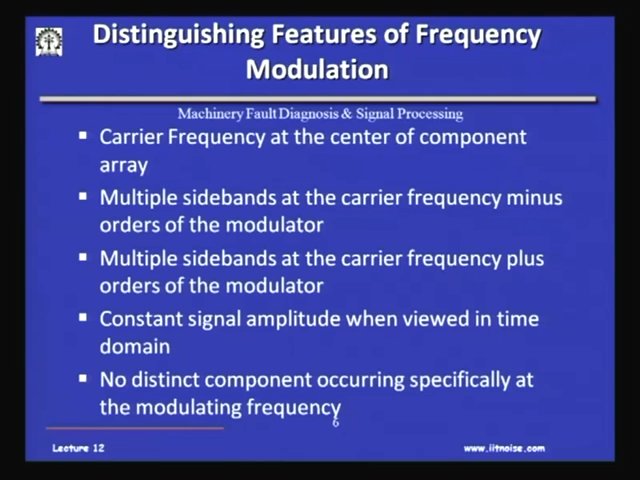 Distinguishing Features of Frequency
Modulation
Machinery Fault Diagnosis & Signal Processing
Carrier Frequency at the center of component
array
Multiple sidebands at the carrier frequency minus
orders of the modulator
Multiple sidebands at the carrier frequency plus
orders of the modulator
Constant signal amplitude when viewed in time
domain
No distinct component occurring specifically at
the modulating frequency
6
Lecture 12
www.iitnoise.com